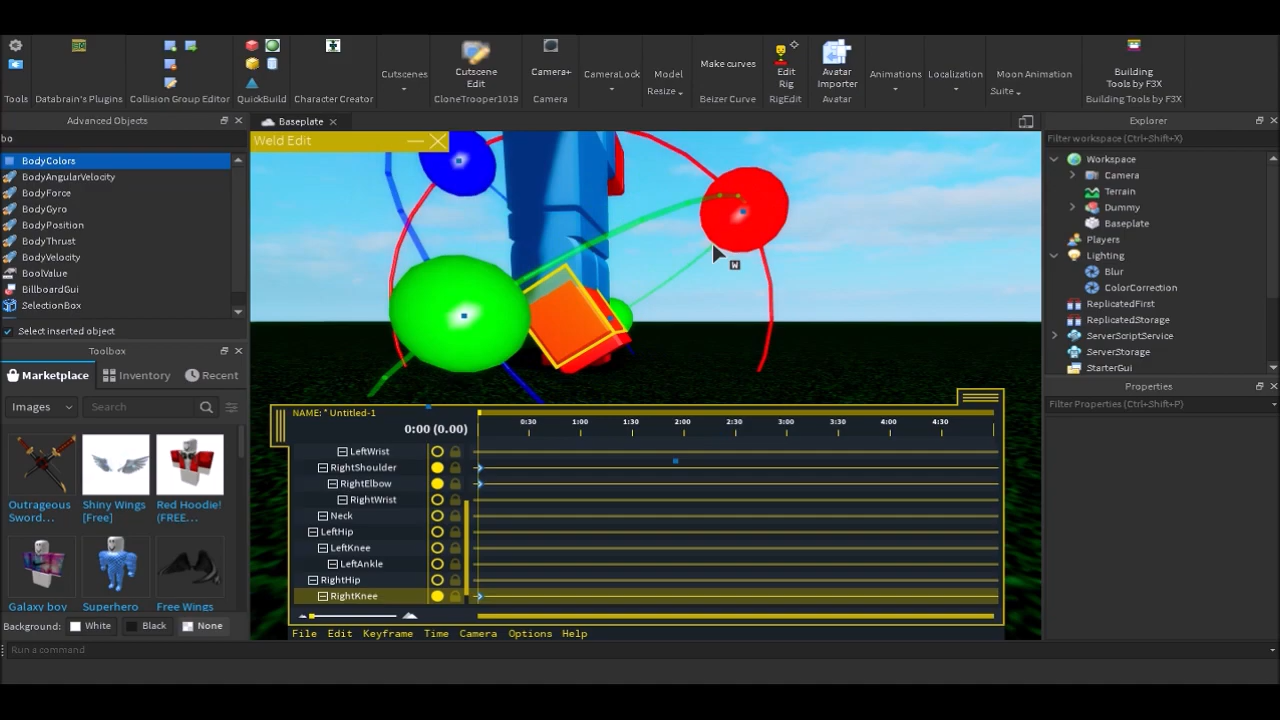 Tools
Databrain's Plugins
Collision Group Editor
QuickBuild
Character Creator
Cutscenes
Cutscene
Edit
CloneTrooper1019
Camera+
Camera
CameraLock
Model
Resize
Make curves
Beizer Curve
Edit
Rig
RigEdit
Avatar
Importer
Avatar
Animations
Localization
Moon Animation
Suite
Building
Tools by F3X
Building Tools by F3X
Advanced Objects
bo
BodyColors
BodyAngularVelocity
BodyForce
BodyGyro
BodyPosition
BodyThrust
BodyVelocity
BoolValue
BillboardGui
SelectionBox
Select inserted object
Toolbox
Marketplace
Inventory
Recent
Images
Search
Outrageous
Sword...
Shiny Wings
[Free]
Red Hoodie!
(FREE...
Galaxy boy
Superhero
Free Wings
Background:
White
Black
None
Run a command
Baseplate
Weld Edit
W
NAME: * Untitled-1
0:00 (0.00)
0:30 1:00 1:30 2:00 2:30 3:00 3:30 4:00 4:30
LeftWrist
RightShoulder
RightElbow
RightWrist
Neck
LeftHip
LeftKnee
LeftAnkle
RightHip
RightKnee
File Edit Keyframe Time Camera Options Help
Explorer
Filter workspace (Ctrl+Shift+X)
Workspace
Camera
Terrain
Dummy
Baseplate
Players
Lighting
Blur
ColorCorrection
ReplicatedFirst
ReplicatedStorage
ServerScriptService
ServerStorage
StarterGui
Properties
Filter Properties (Ctrl+Shift+P)